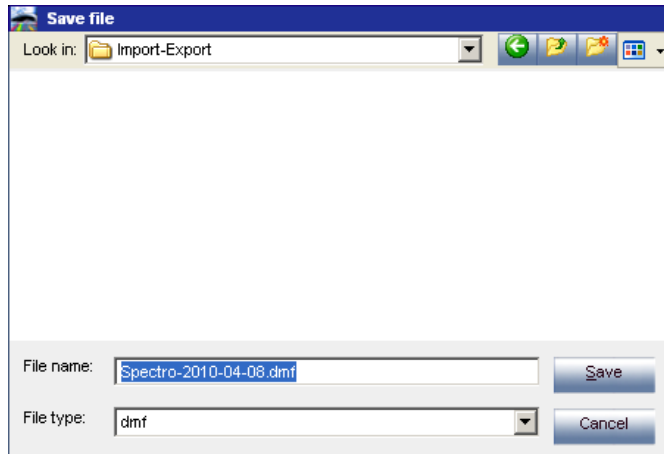 Save file
Look in: Import-Export
File name: Spectro-2010-04-08.dmf Save
File type: dmf Cancel